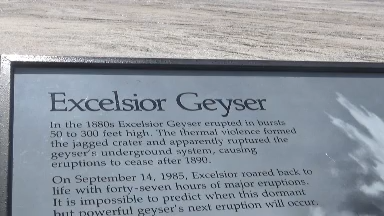 Excelsior Geyser
In the 1880s Excelsior Geyser erupted in bursts
50 to 300 feet high. The thermal violence formed
the jagged crater and apparently ruptured the
geyser's underground system, causing
eruptions to cease after 1890.
On September 14, 1985, Excelsior roared back to
life with forty-seven hours of major eruptions.
It is impossible to predict when this dormant
but powerful geyser's next eruption will occur.